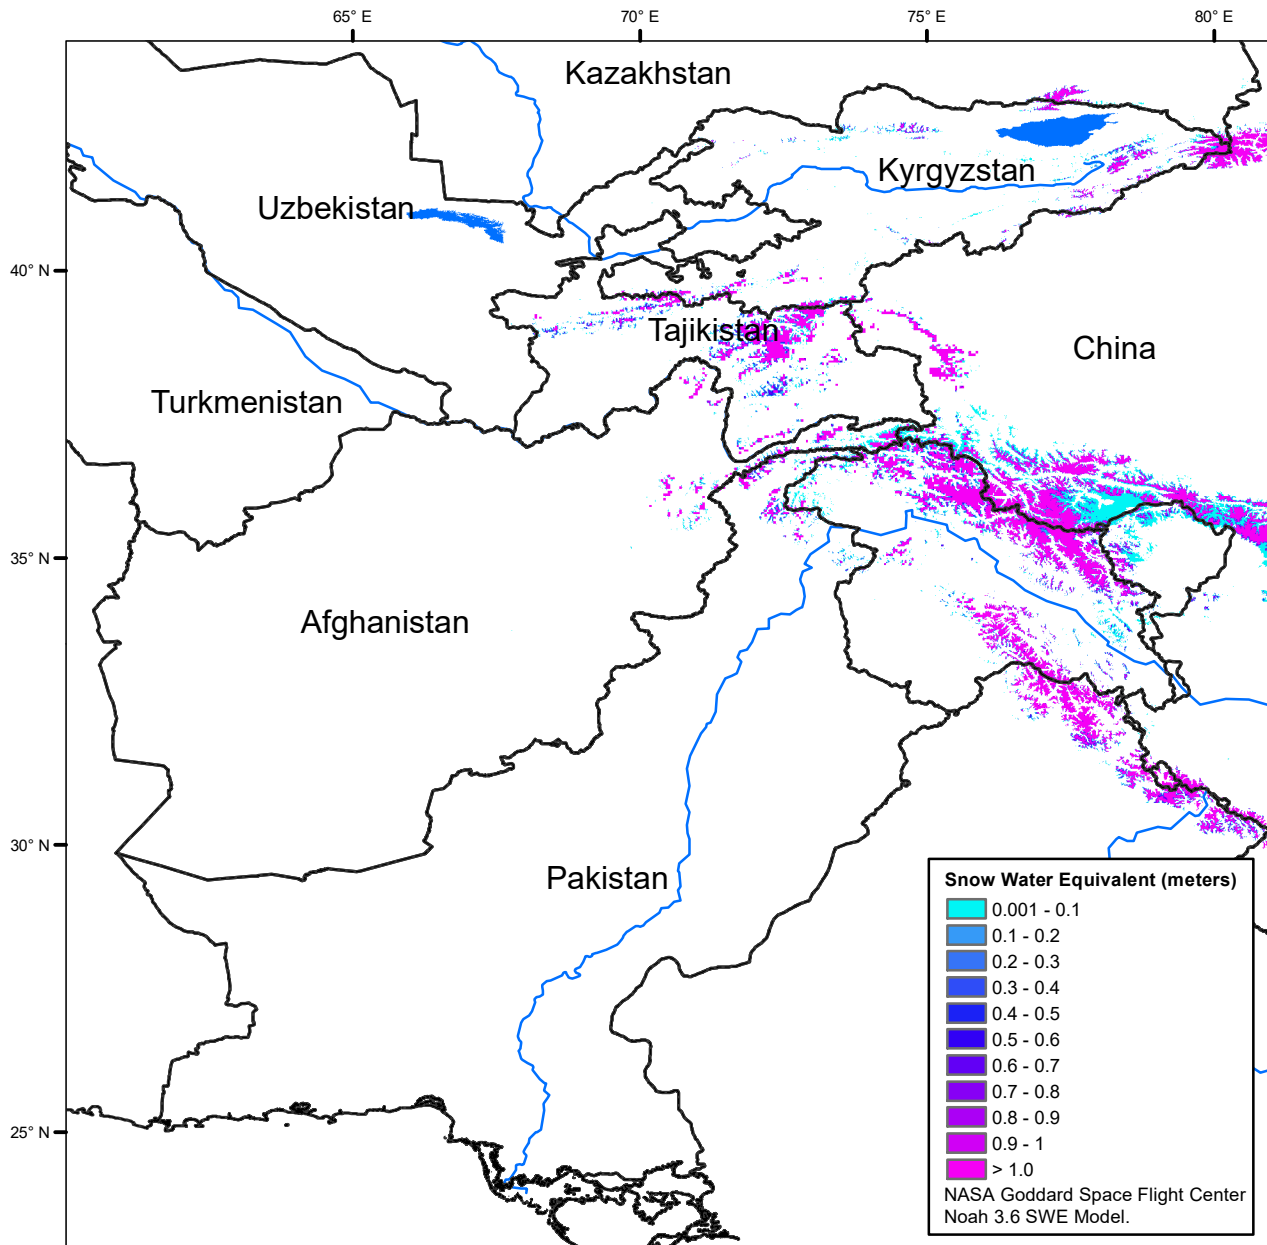 65° E
70° E
75° E
80° E
Kazakhstan
Kyrgyzstan
Uzbekistan
40° N
Tajikistan
China
Turkmenistan
35° N
Afghanistan
30° N
Pakistan
Snow Water Equivalent (meters)
0.001 - 0.1
0.1 - 0.2
0.2 - 0.3
0.3 - 0.4
0.4 - 0.5
0.5 - 0.6
0.6 - 0.7
0.7 - 0.8
0.8 - 0.9
0.9 - 1
> 1.0
25° N
NASA Goddard Space Flight Center
Noah 3.6 SWE Model.